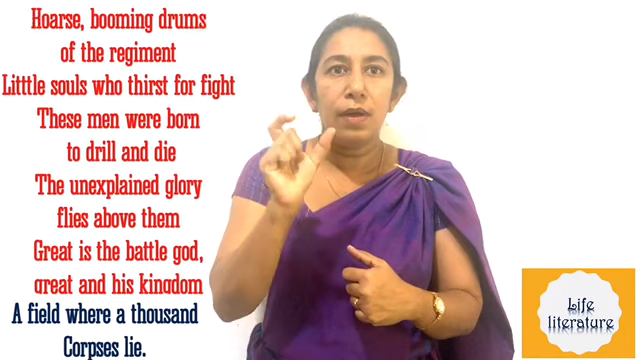 Hoarse, booming drums
of the regiment
Litttle souls who thirst for fight
These men were born
to drill and die
The unexplained glory
flies above them
Great is the battle god,
great and his kingdom
A field where a thousand
Corpses lie.
Life
literature